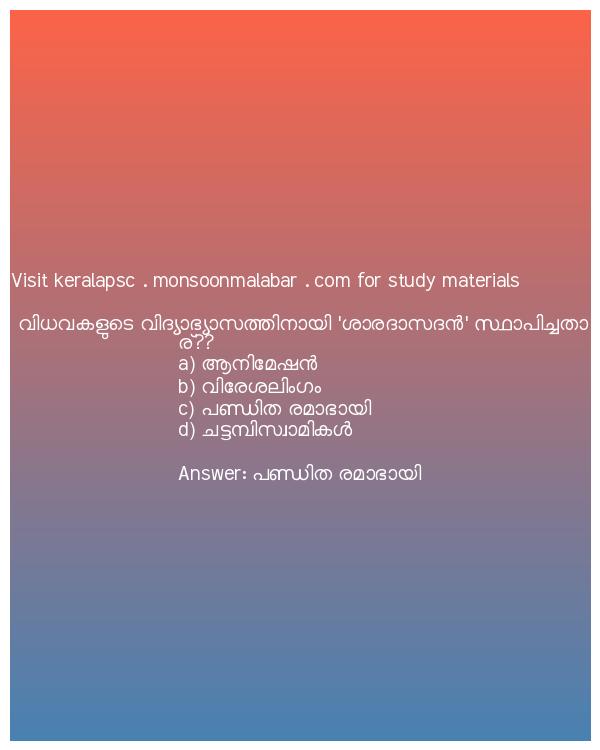 Visit keralapsc . monsoonmalabar . com for study materials
വിധവകളുടെ വിദ്യാഭ്യാസത്തിനായി 'ശാരദാസദൻ' സ്ഥാപിച്ചതാ
ര്??
a) ആനിമേഷൻ
b) വിരേശലിംഗം
c) പണ്ഡിത രമാഭായി
d) ചട്ടമ്പിസ്വാമികൾ
Answer: പണ്ഡിത രമാഭായി